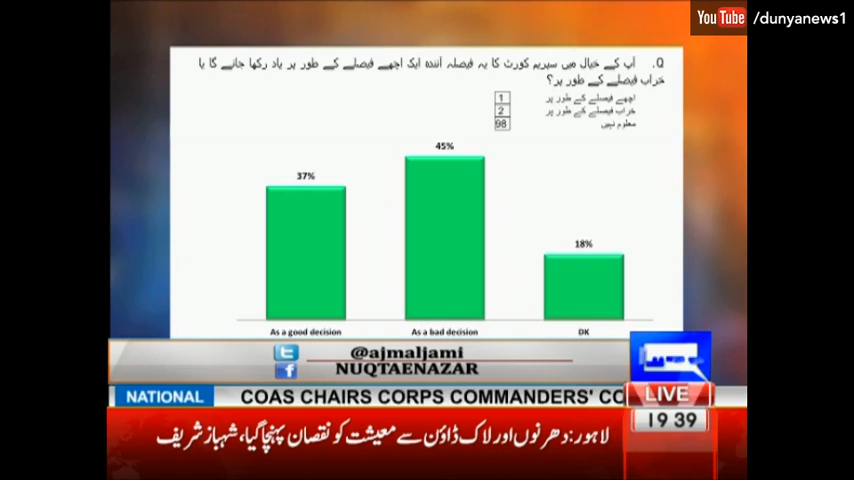 You Tube /dunyanews1
Q. آپ کے خیال میں سپریم کورٹ کا یہ فیصلہ آئندہ ایک اچھے فیصلے کے طور پر یاد رکھا جائے گا یا
خراب فیصلے کے طور پر؟
اچھے فیصلے کے طور پر 1
خراب فیصلے کے طور پر 2
معلوم نہیں 98
37%
45%
18%
As a good decision
As a bad decision
DK
@ajmaljami
NUQTAENAZAR
NATIONAL COAS CHAIRS CORPS COMMANDERS' CO
LIVE
19 39
لاہور: دھرنوں اور لاک ڈاؤن سے معیشت کو نقصان پہنچا گیا، شہباز شریف